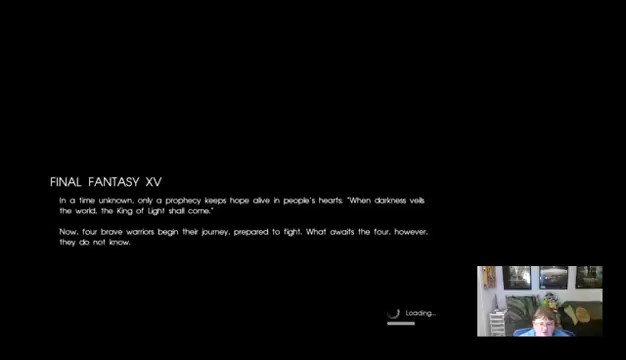 FINAL FANTASY XV
In a time unknown, only a prophecy keeps hope alive in people's hearts: "When darkness veils
the world, the King of Light shall come."
Now, four brave warriors begin their journey, prepared to fight. What awaits the four, however,
they do not know.
Loading...